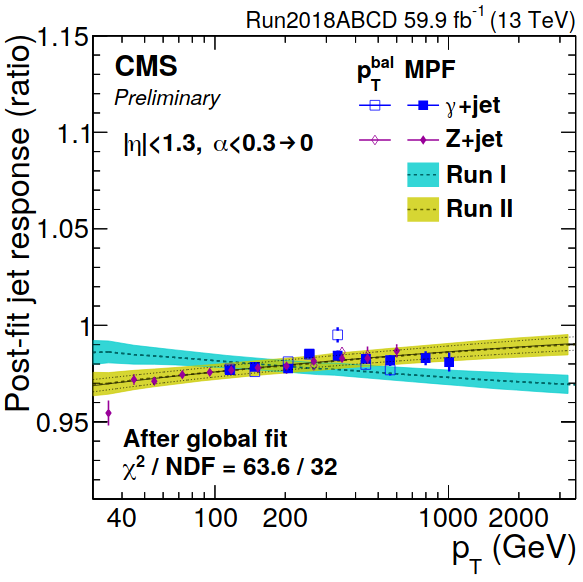 Run2018ABCD 59.9 fb⁻¹ (13 TeV)
CMS
Preliminary
|η|<1.3, α<0.3→0
p_T^bal MPF
γ+jet
Z+jet
Run I
Run II
After global fit
χ² / NDF = 63.6 / 32
Post-fit jet response (ratio)
1.15
1.1
1.05
1
0.95
40 100 200 1000 2000
p_T (GeV)